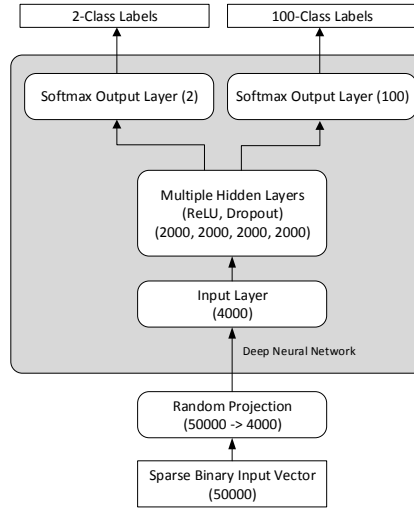 2-Class Labels
100-Class Labels
Softmax Output Layer (2)
Softmax Output Layer (100)
Multiple Hidden Layers
(ReLU, Dropout)
(2000, 2000, 2000, 2000)
Input Layer
(4000)
Deep Neural Network
Random Projection
(50000 -> 4000)
Sparse Binary Input Vector
(50000)